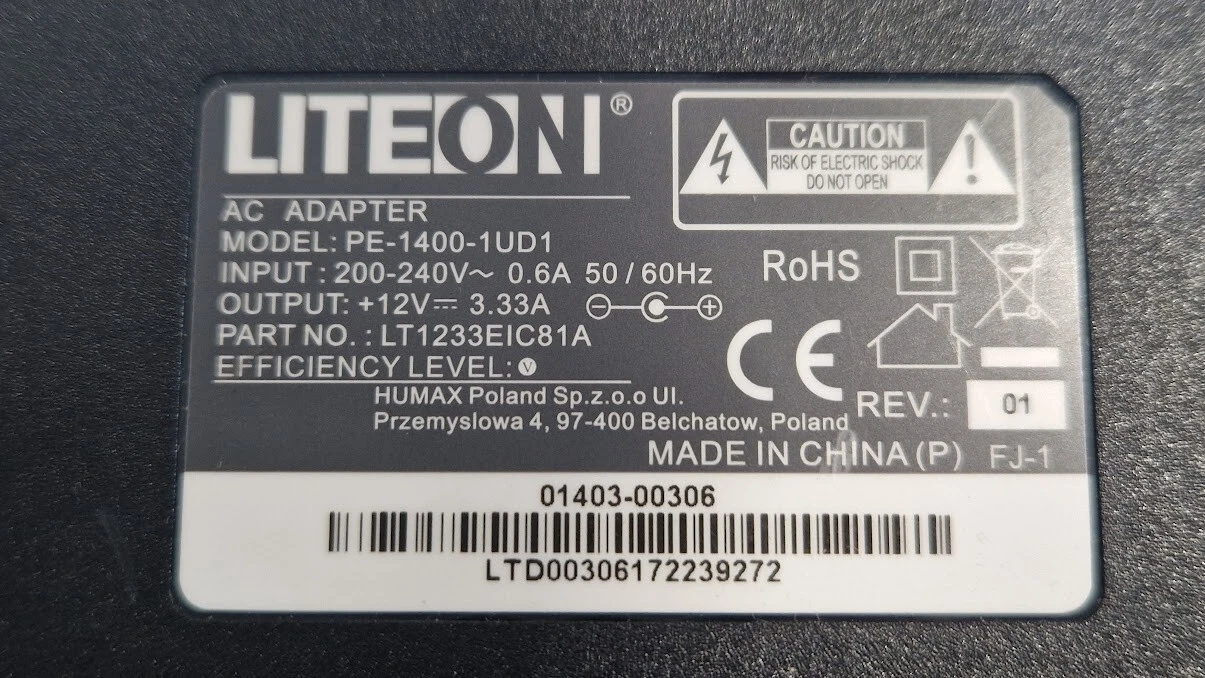 LITEON®
CAUTION
RISK OF ELECTRIC SHOCK
DO NOT OPEN
AC ADAPTER
MODEL: PE-1400-1UD1
INPUT : 200-240V~ 0.6A 50 / 60Hz
OUTPUT: +12V⎓ 3.33A
PART NO. : LT1233EIC81A
EFFICIENCY LEVEL: V
RoHS
CE
HUMAX Poland Sp.z.o.o Ul.
Przemyslowa 4, 97-400 Belchatow, Poland
REV.: 01
MADE IN CHINA (P) FJ-1
01403-00306
LTD00306172239272